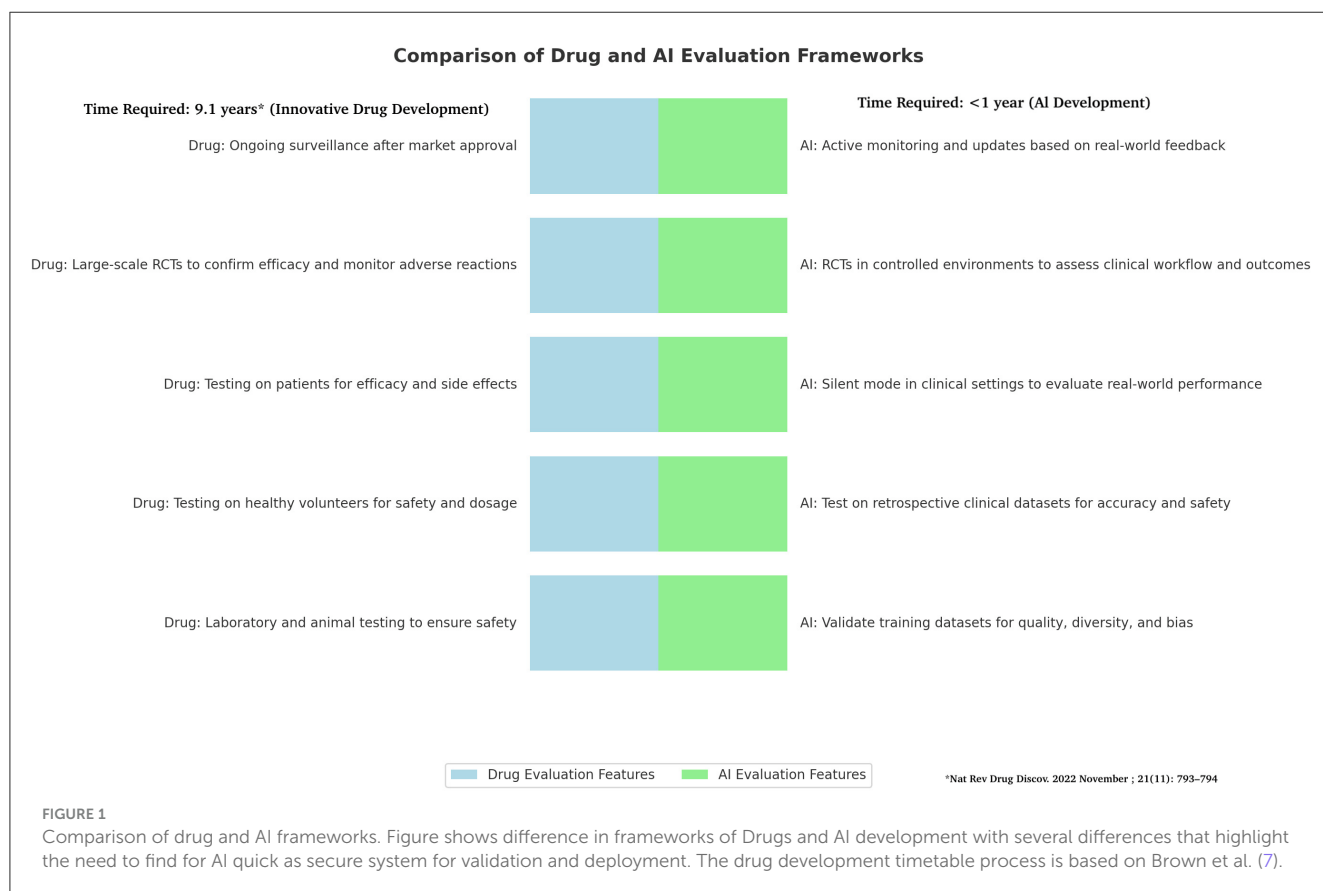 Comparison of Drug and AI Evaluation Frameworks
Time Required: 9.1 years* (Innovative Drug Development)
Time Required: <1 year (AI Development)
Drug: Ongoing surveillance after market approval
AI: Active monitoring and updates based on real-world feedback
Drug: Large-scale RCTs to confirm efficacy and monitor adverse reactions
AI: RCTs in controlled environments to assess clinical workflow and outcomes
Drug: Testing on patients for efficacy and side effects
AI: Silent mode in clinical settings to evaluate real-world performance
Drug: Testing on healthy volunteers for safety and dosage
AI: Test on retrospective clinical datasets for accuracy and safety
Drug: Laboratory and animal testing to ensure safety
AI: Validate training datasets for quality, diversity, and bias
Drug Evaluation Features
AI Evaluation Features
*Nat Rev Drug Discov. 2022 November ; 21(11): 793–794
FIGURE 1
Comparison of drug and AI frameworks. Figure shows difference in frameworks of Drugs and AI development with several differences that highlight
the need to find for AI quick as secure system for validation and deployment. The drug development timetable process is based on Brown et al. (7).